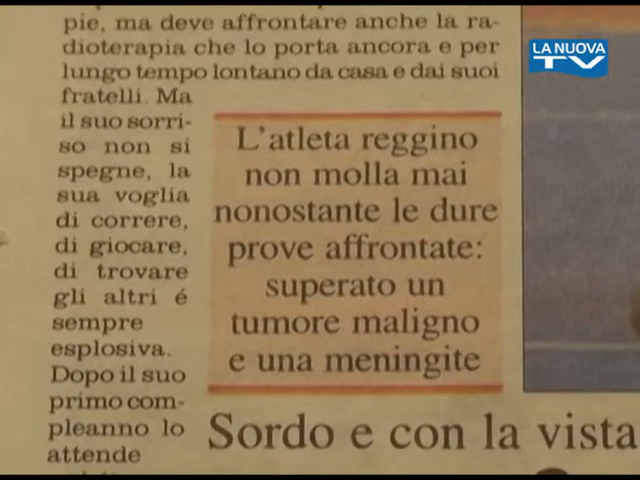 pie, ma deve affrontare anche la ra-
dioterapia che lo porta ancora e per
lungo tempo lontano da casa e dai suoi
fratelli. Ma
il suo sorri-
so non si
spegne, la
sua voglia
di correre,
di giocare,
di trovare
gli altri é
sempre
esplosiva.
Dopo il suo
primo com-
pleanno lo
attende
L'atleta reggino
non molla mai
nonostante le dure
prove affrontate:
superato un
tumore maligno
e una meningite
Sordo e con la vista
LA NUOVA
TV